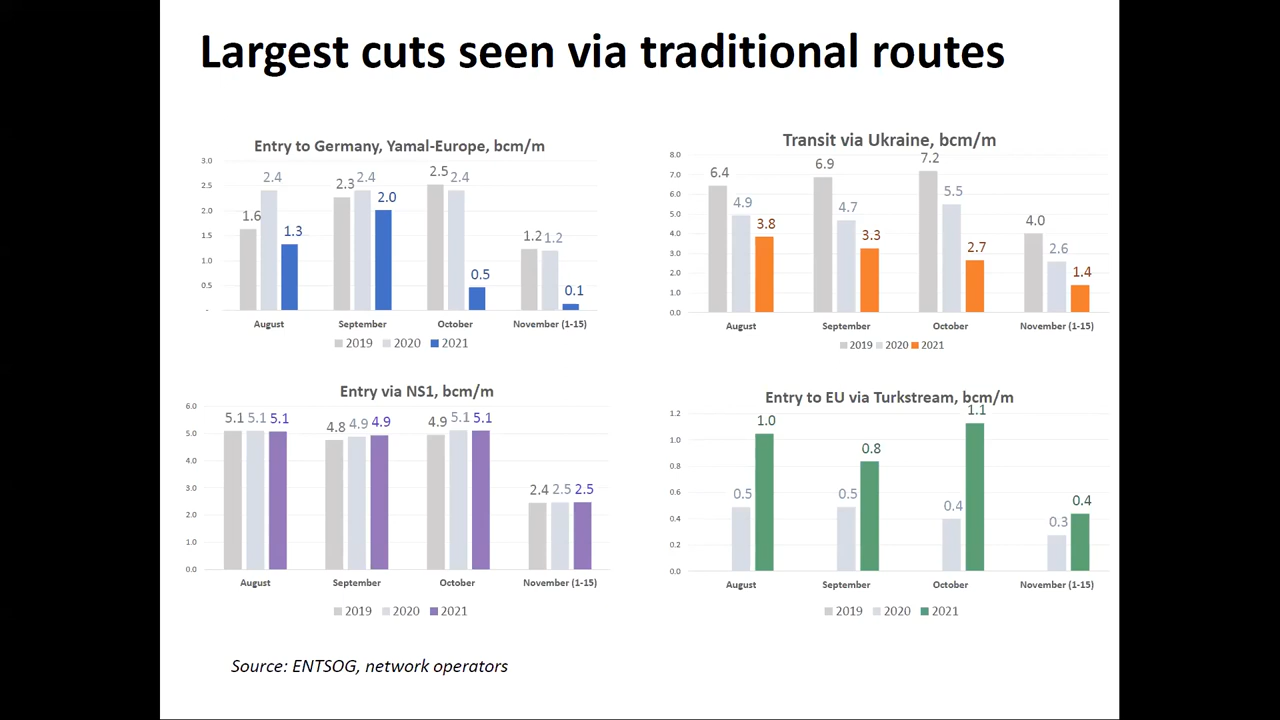 Largest cuts seen via traditional routes
Entry to Germany, Yamal-Europe, bcm/m
3.0
2.5
2.0
1.5
1.0
0.5
-
1.6 2.4 1.3
2.3 2.4 2.0
2.5 2.4 0.5
1.2 1.2 0.1
August September October November (1-15)
2019 2020 2021
Transit via Ukraine, bcm/m
8.0
7.0
6.0
5.0
4.0
3.0
2.0
1.0
0.0
6.4 4.9 3.8
6.9 4.7 3.3
7.2 5.5 2.7
4.0 2.6 1.4
August September October November (1-15)
2019 2020 2021
Entry via NS1, bcm/m
6.0
5.0
4.0
3.0
2.0
1.0
0.0
5.1 5.1 5.1
4.8 4.9 4.9
4.9 5.1 5.1
2.4 2.5 2.5
August September October November (1-15)
2019 2020 2021
Entry to EU via Turkstream, bcm/m
1.2
1.0
0.8
0.6
0.4
0.2
0.0
0.5 1.0
0.5 0.8
0.4 1.1
0.3 0.4
August September October November (1-15)
2019 2020 2021
Source: ENTSOG, network operators